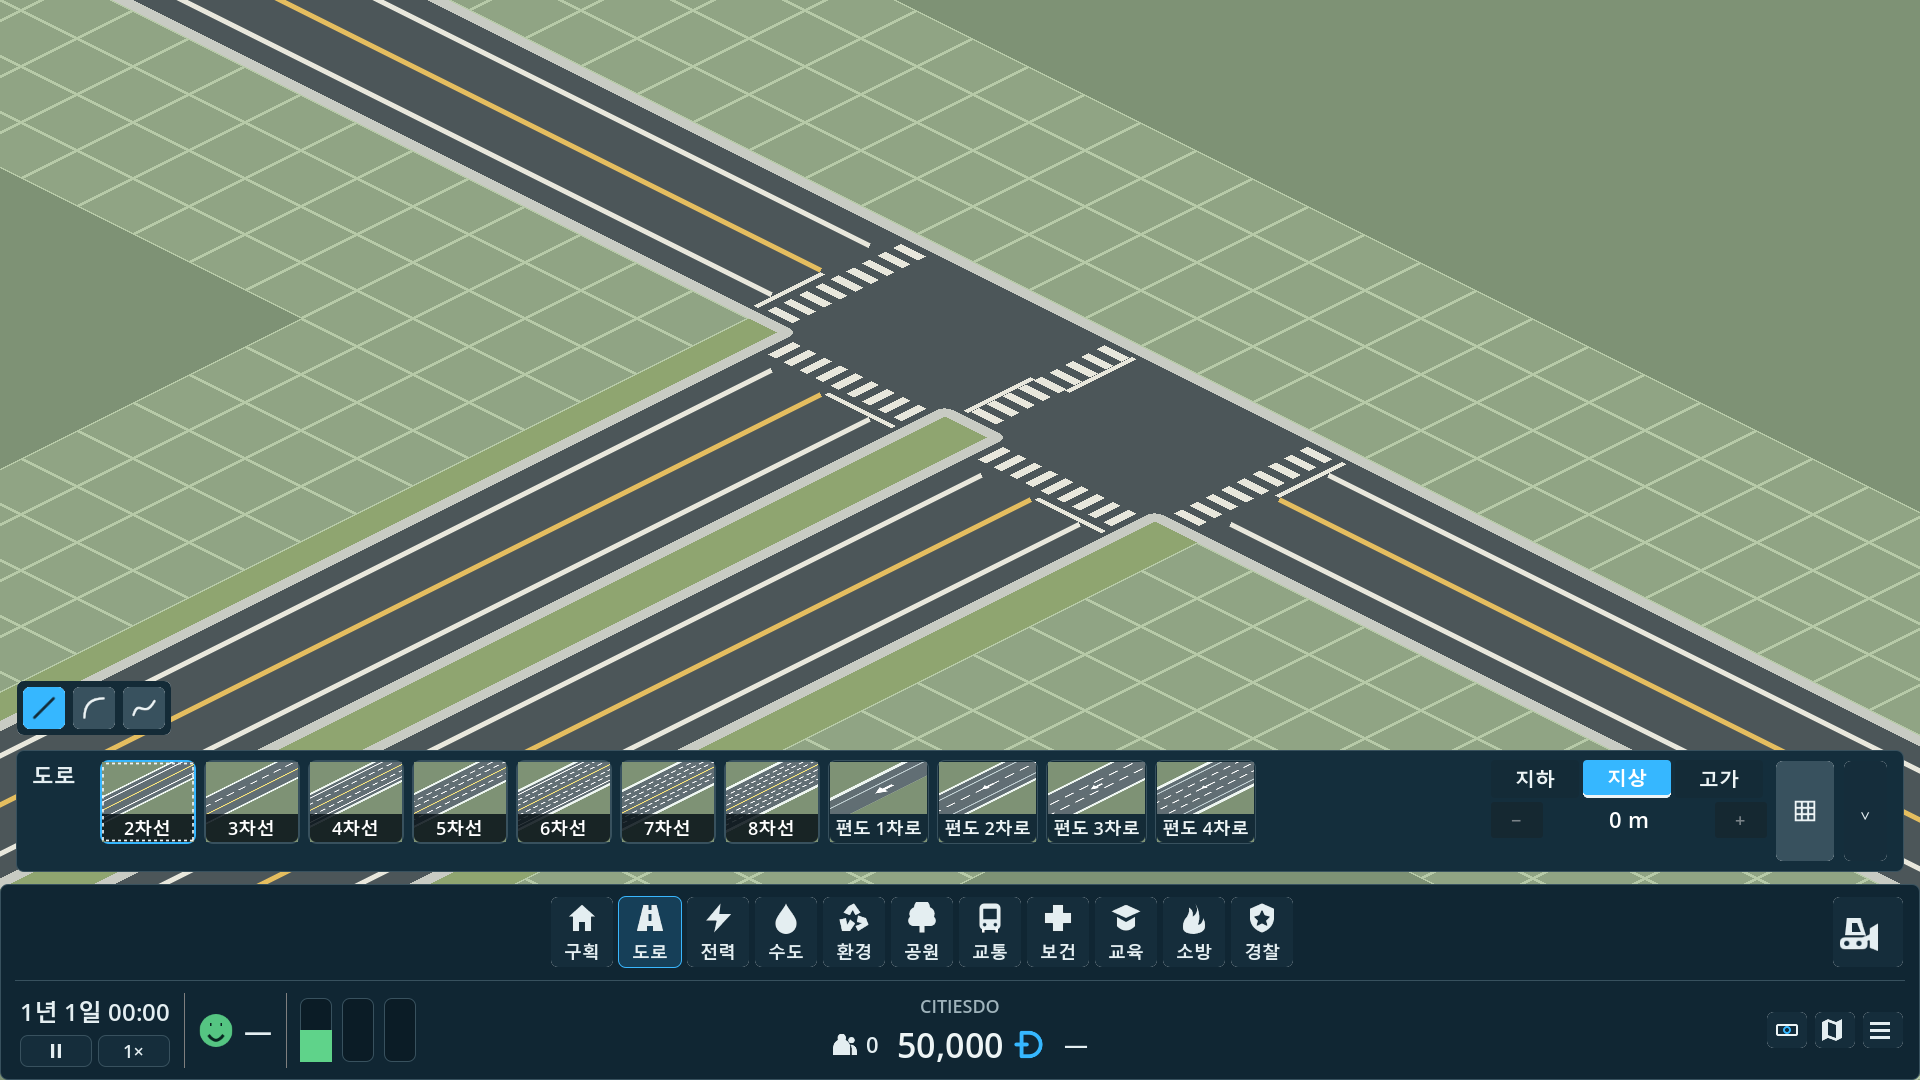 도로
2차선
3차선
4차선
5차선
6차선
7차선
8차선
편도 1차로
편도 2차로
편도 3차로
편도 4차로
지하
지상
고가
−
0 m
+
구획
도로
전력
수도
환경
공원
교통
보건
교육
소방
경찰
1년 1일 00:00
1×
—
CITIESDO
0
50,000
—